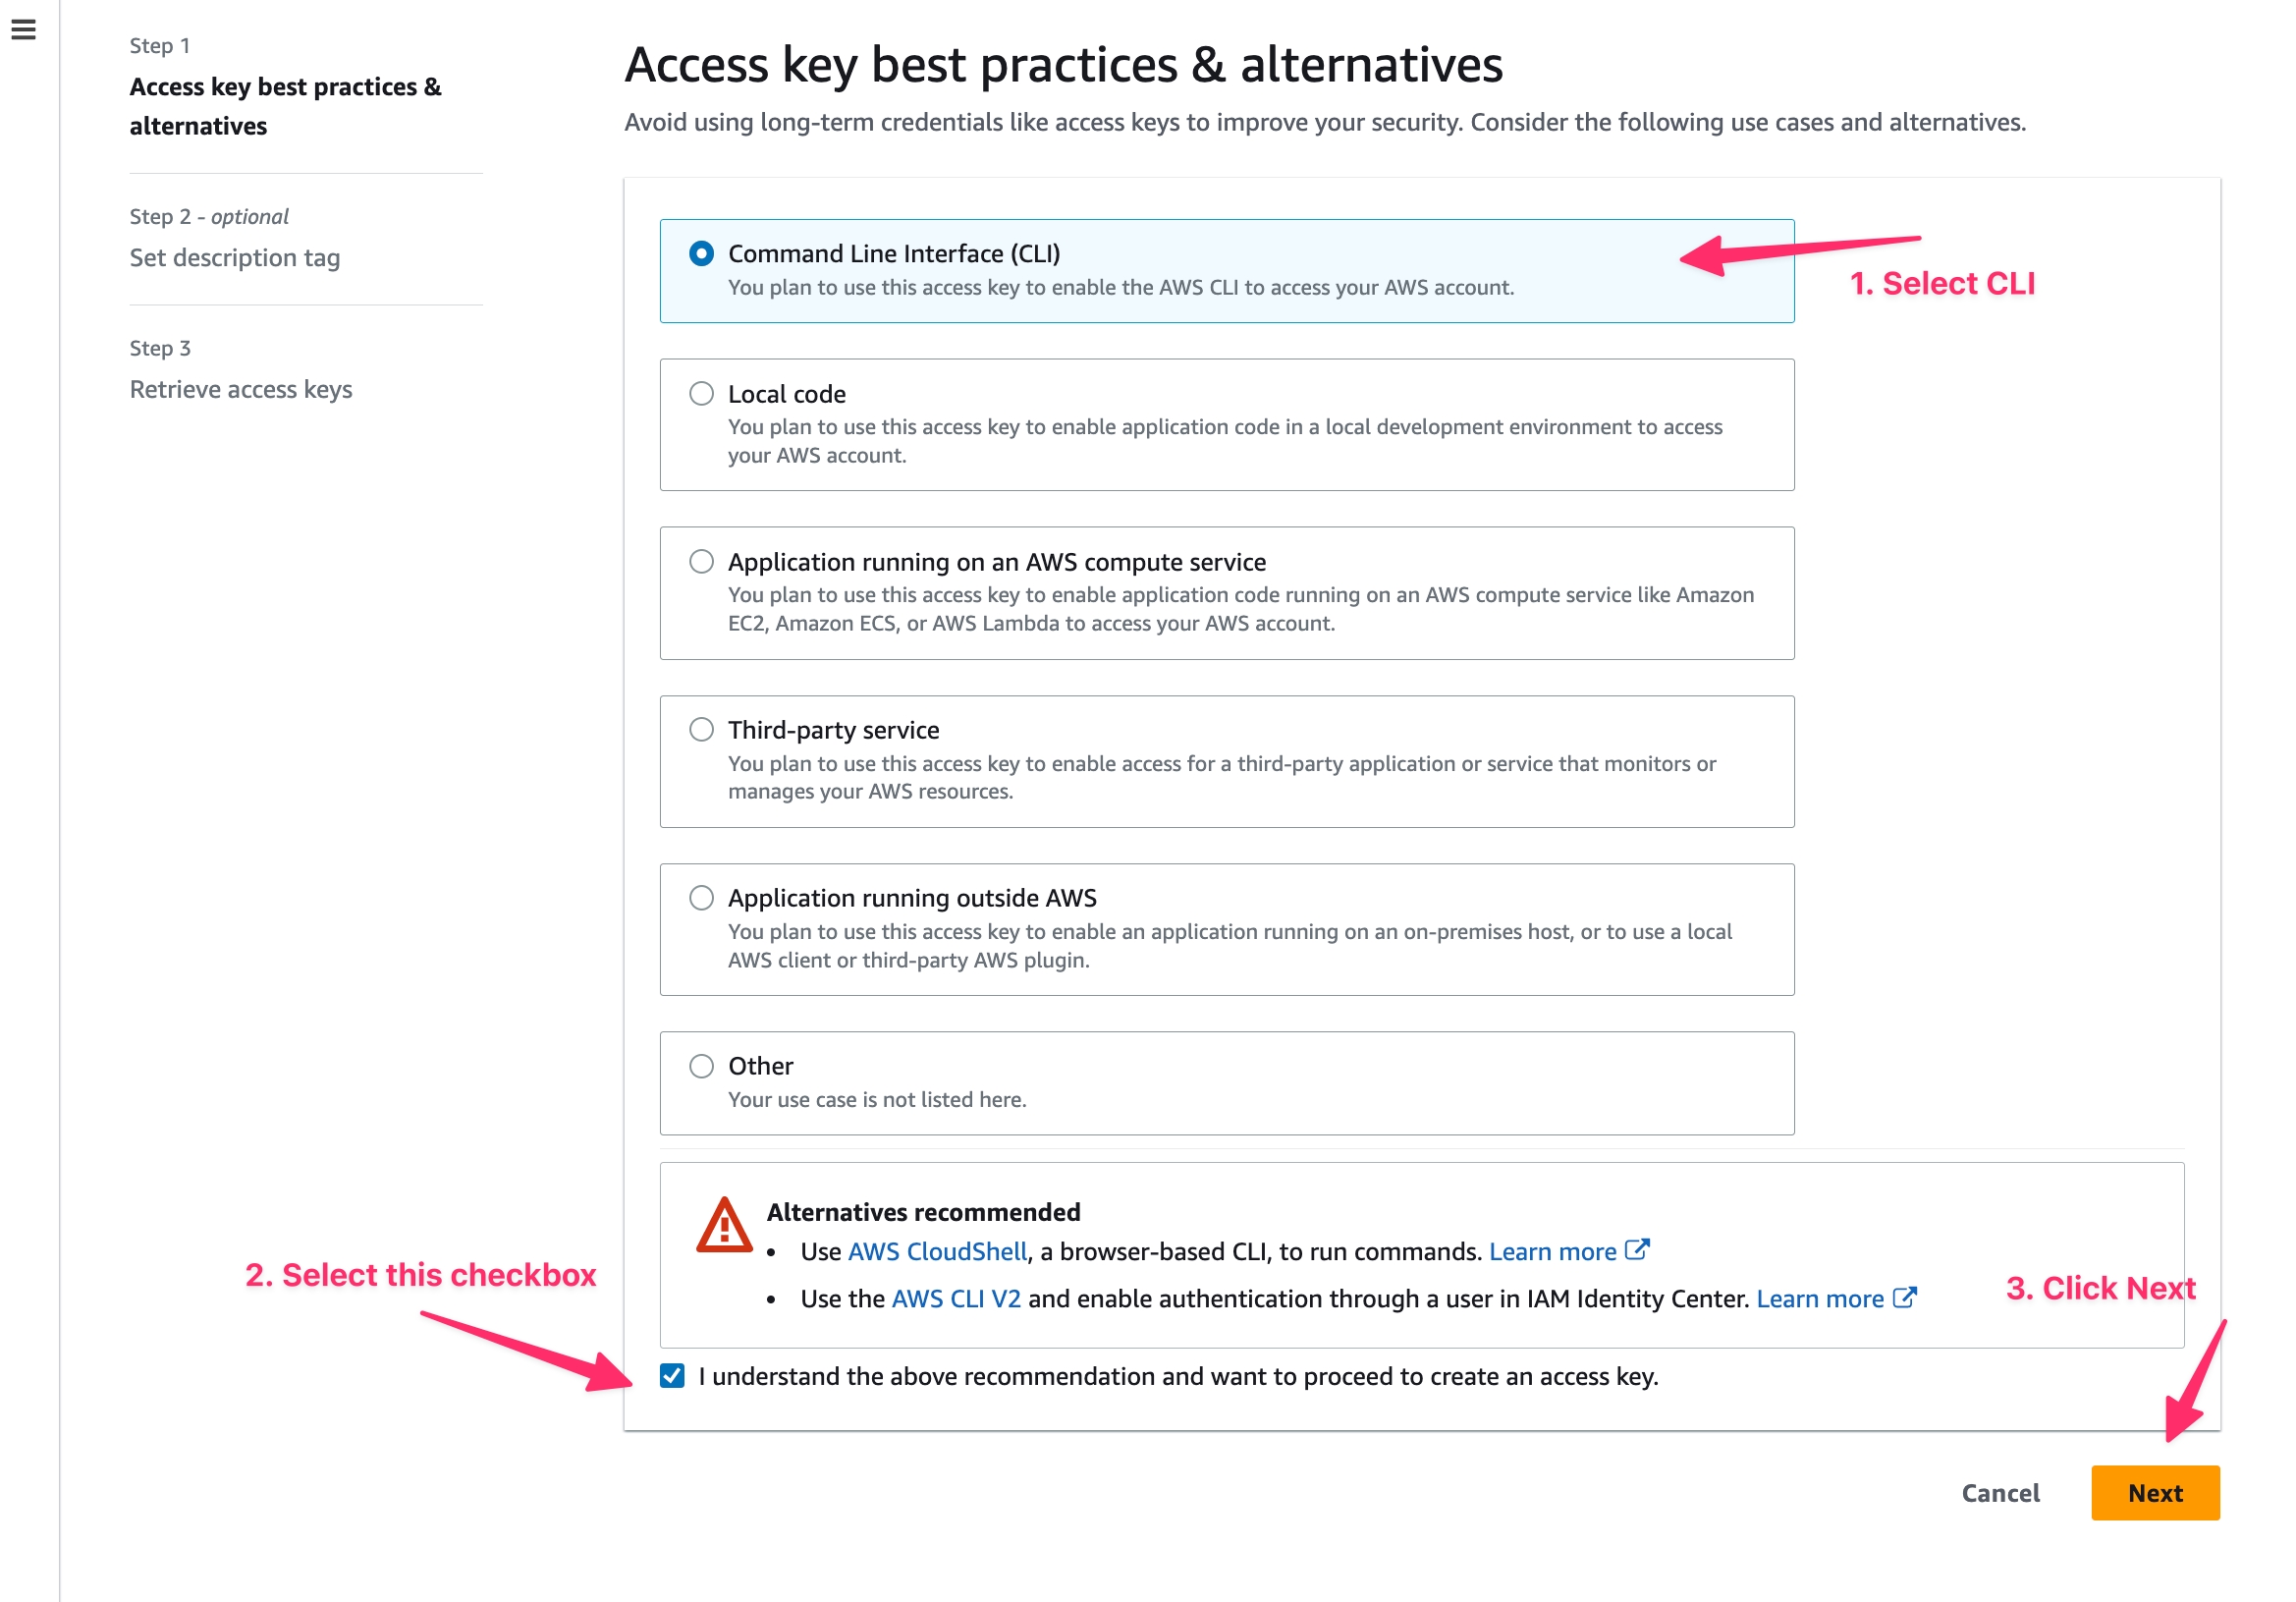 Step 1
Access key best practices &
alternatives
Step 2 - optional
Set description tag
Step 3
Retrieve access keys
Access key best practices & alternatives
Avoid using long-term credentials like access keys to improve your security. Consider the following use cases and alternatives.
Command Line Interface (CLI)
You plan to use this access key to enable the AWS CLI to access your AWS account.
1. Select CLI
Local code
You plan to use this access key to enable application code in a local development environment to access
your AWS account.
Application running on an AWS compute service
You plan to use this access key to enable application code running on an AWS compute service like Amazon
EC2, Amazon ECS, or AWS Lambda to access your AWS account.
Third-party service
You plan to use this access key to enable access for a third-party application or service that monitors or
manages your AWS resources.
Application running outside AWS
You plan to use this access key to enable an application running on an on-premises host, or to use a local
AWS client or third-party AWS plugin.
Other
Your use case is not listed here.
Alternatives recommended
• Use AWS CloudShell, a browser-based CLI, to run commands. Learn more
• Use the AWS CLI V2 and enable authentication through a user in IAM Identity Center. Learn more
2. Select this checkbox
3. Click Next
I understand the above recommendation and want to proceed to create an access key.
Cancel
Next